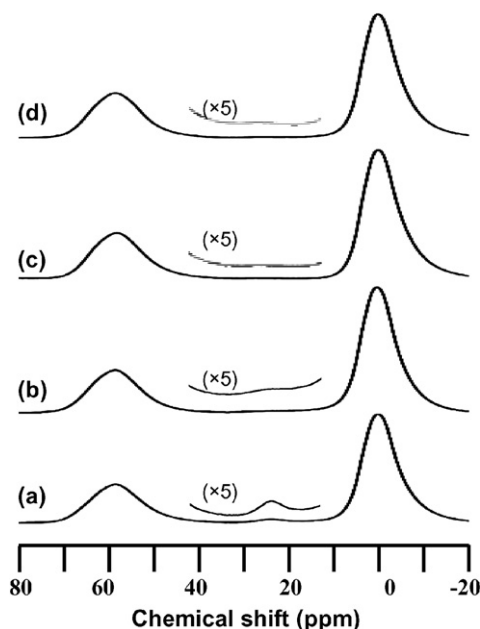 (d) (×5)
(c) (×5)
(b) (×5)
(a) (×5)
80 60 40 20 0 -20
Chemical shift (ppm)